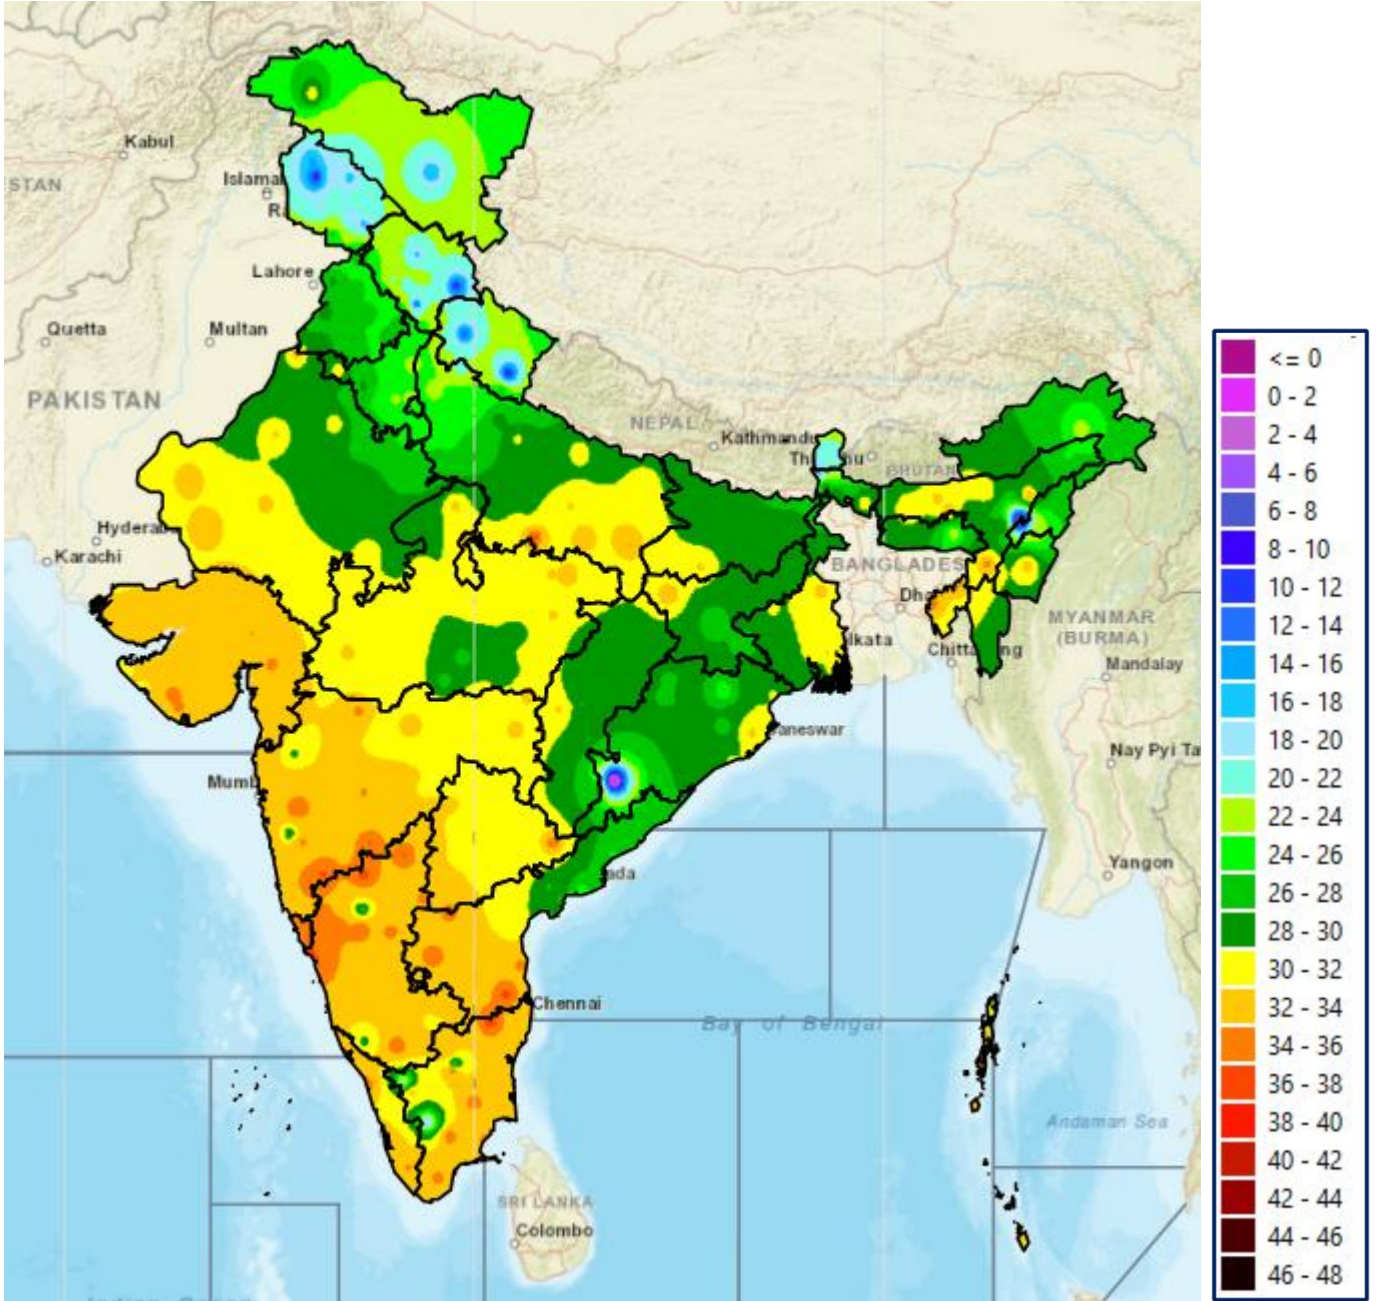 Kabul
Islama
STAN
R
Lahore
Quetta
Multan
PAKISTAN
NEPAL
Kathmandu
Thi
hu
BHUTAN
Hyderab
Karachi
BANGLADES
Dha
MYANMAR
(BURMA)
lkata
Chitta
ng
Mandalay
aneswar
Nay Pyi Ta
Mumb
Yangon
ada
Chennai
Bay of Bengal
Andaman Sea
SRI LANKA
Colombo
<= 0
0 - 2
2 - 4
4 - 6
6 - 8
8 - 10
10 - 12
12 - 14
14 - 16
16 - 18
18 - 20
20 - 22
22 - 24
24 - 26
26 - 28
28 - 30
30 - 32
32 - 34
34 - 36
36 - 38
38 - 40
40 - 42
42 - 44
44 - 46
46 - 48